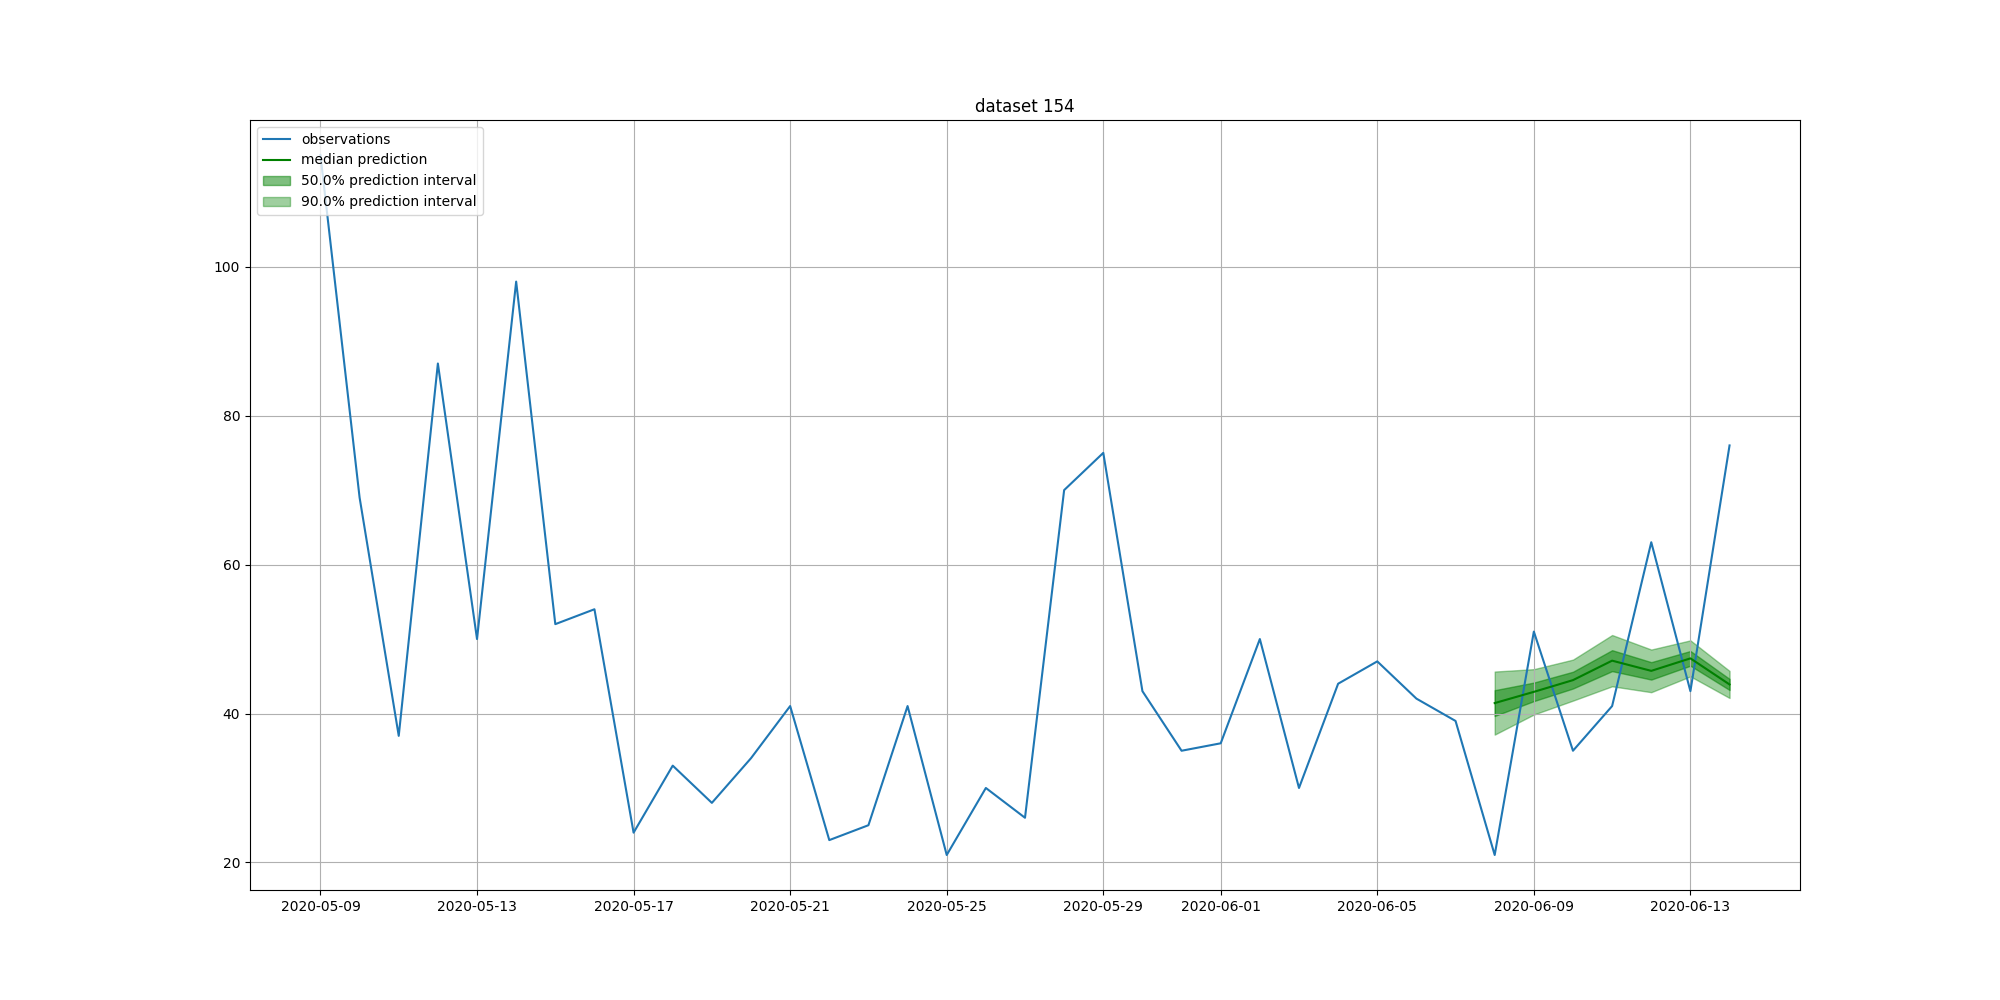 dataset 154
observations
median prediction
50.0% prediction interval
90.0% prediction interval
100
80
60
40
20
2020-05-09 2020-05-13 2020-05-17 2020-05-21 2020-05-25 2020-05-29 2020-06-01 2020-06-05 2020-06-09 2020-06-13